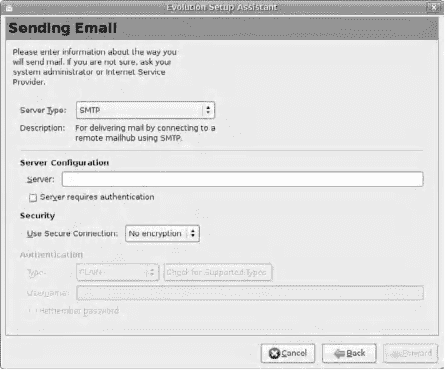 Evolution Setup Assistant
Sending Email
Please enter information about the way you
will send mail. If you are not sure, ask your
system administrator or Internet Service
Provider.
Server Type: SMTP
Description: For delivering mail by connecting to a
remote mailhub using SMTP.
Server Configuration
Server:
Server requires authentication
Security
Use Secure Connection: No encryption
Authentication
Type: PLAIN Check for Supported Types
Username:
Remember password
Cancel Back Forward